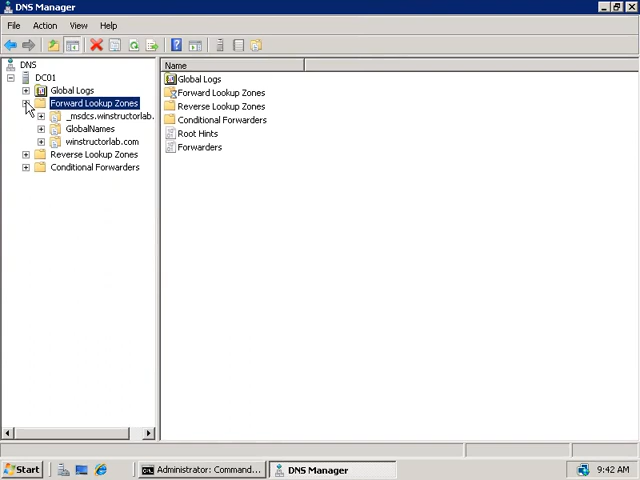 DNS Manager
File Action View Help
DNS
DC01
Global Logs
Forward Lookup Zones
_msdcs.winstructorlab.
GlobalNames
winstructorlab.com
Reverse Lookup Zones
Conditional Forwarders
Name
Global Logs
Forward Lookup Zones
Reverse Lookup Zones
Conditional Forwarders
Root Hints
Forwarders
Start
Administrator: Command...
DNS Manager
9:42 AM